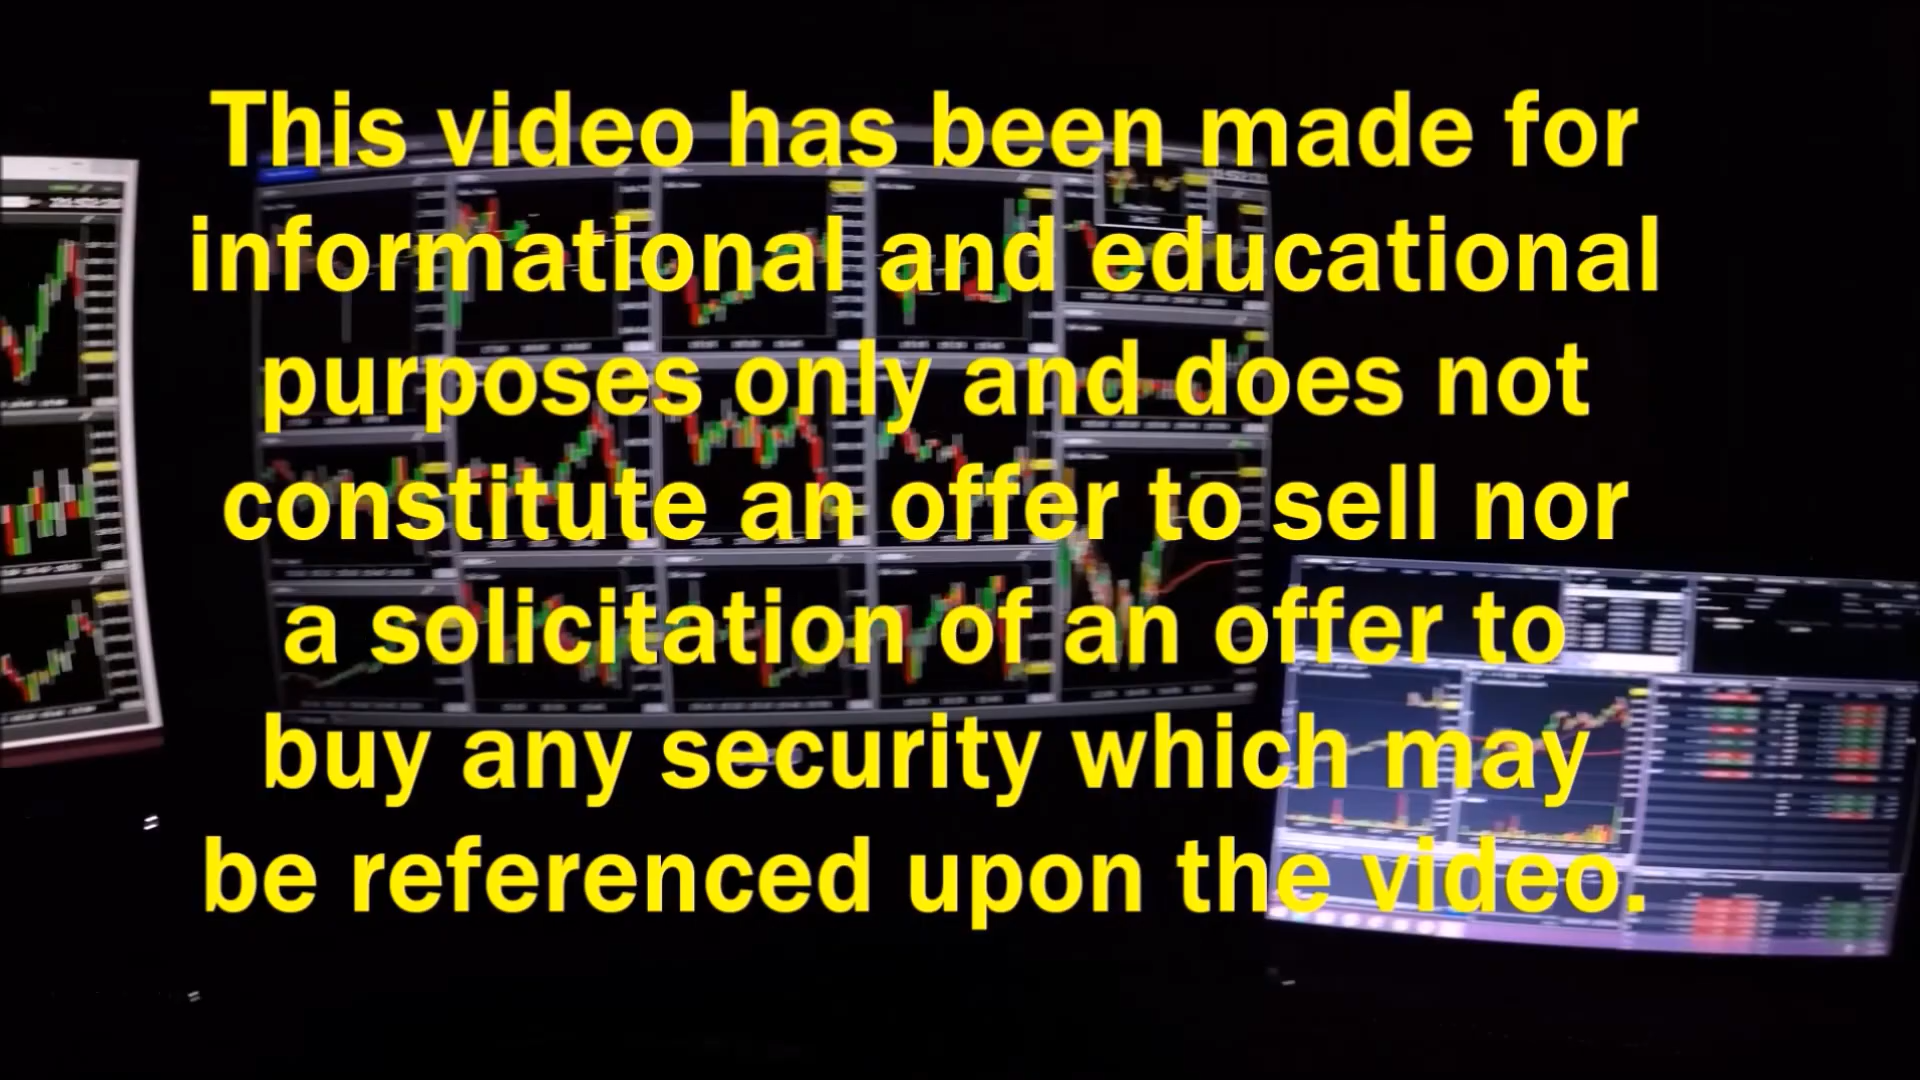 This video has been made for
informational and educational
purposes only and does not
constitute an offer to sell nor
a solicitation of an offer to
buy any security which may
be referenced upon the video.